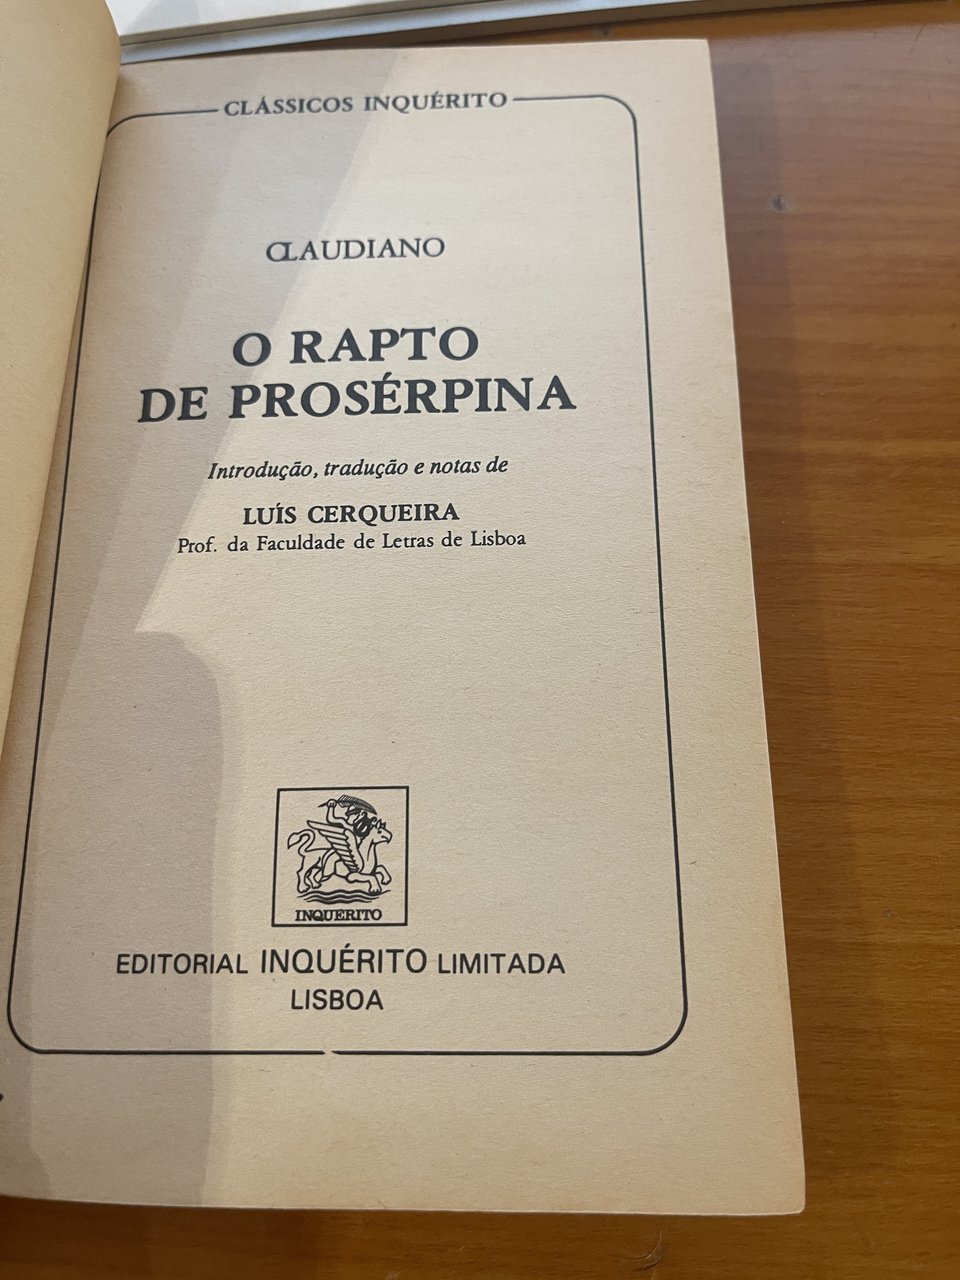 CLÁSSICOS INQUÉRITO
CLAUDIANO
O RAPTO
DE PROSÉRPINA
Introdução, tradução e notas de
LUÍS CERQUEIRA
Prof. da Faculdade de Letras de Lisboa
INQUÉRITO
EDITORIAL INQUÉRITO LIMITADA
LISBOA